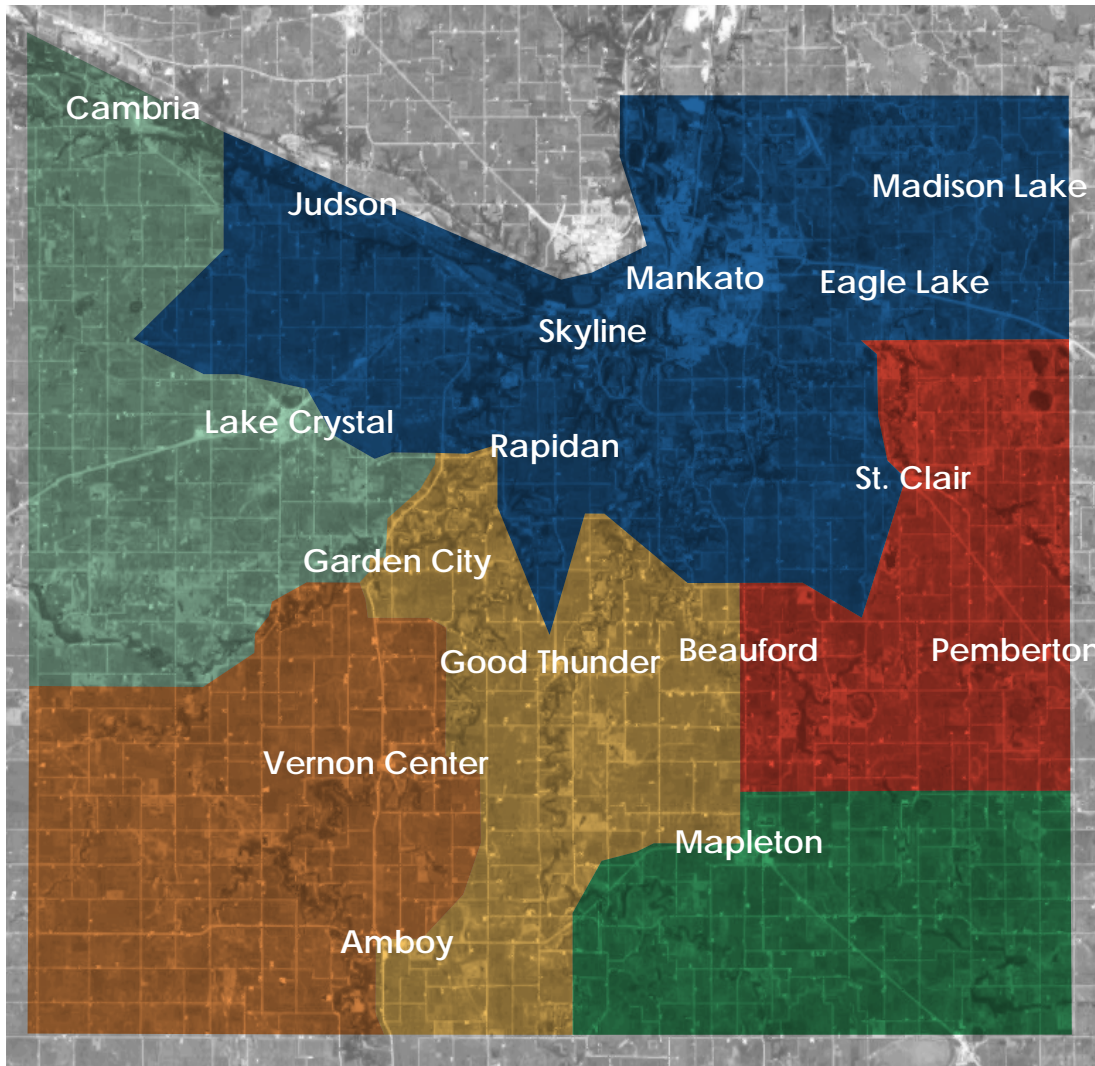 Cambria
Madison Lake
Judson
Mankato
Eagle Lake
Skyline
Lake Crystal
Rapidan
St. Clair
Garden City
Good Thunder
Beauford
Pemberton
Vernon Center
Mapleton
Amboy